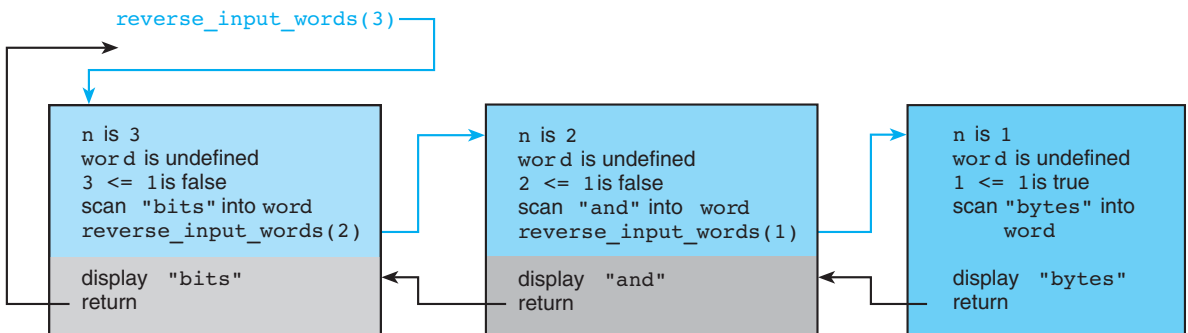 reverse_input_words(3)
n is 3
word is undefined
3 <= 1 is false
scan "bits" into word
reverse_input_words(2)
display "bits"
return
n is 2
word is undefined
2 <= 1 is false
scan "and" into word
reverse_input_words(1)
display "and"
return
n is 1
word is undefined
1 <= 1 is true
scan "bytes" into
word
display "bytes"
return